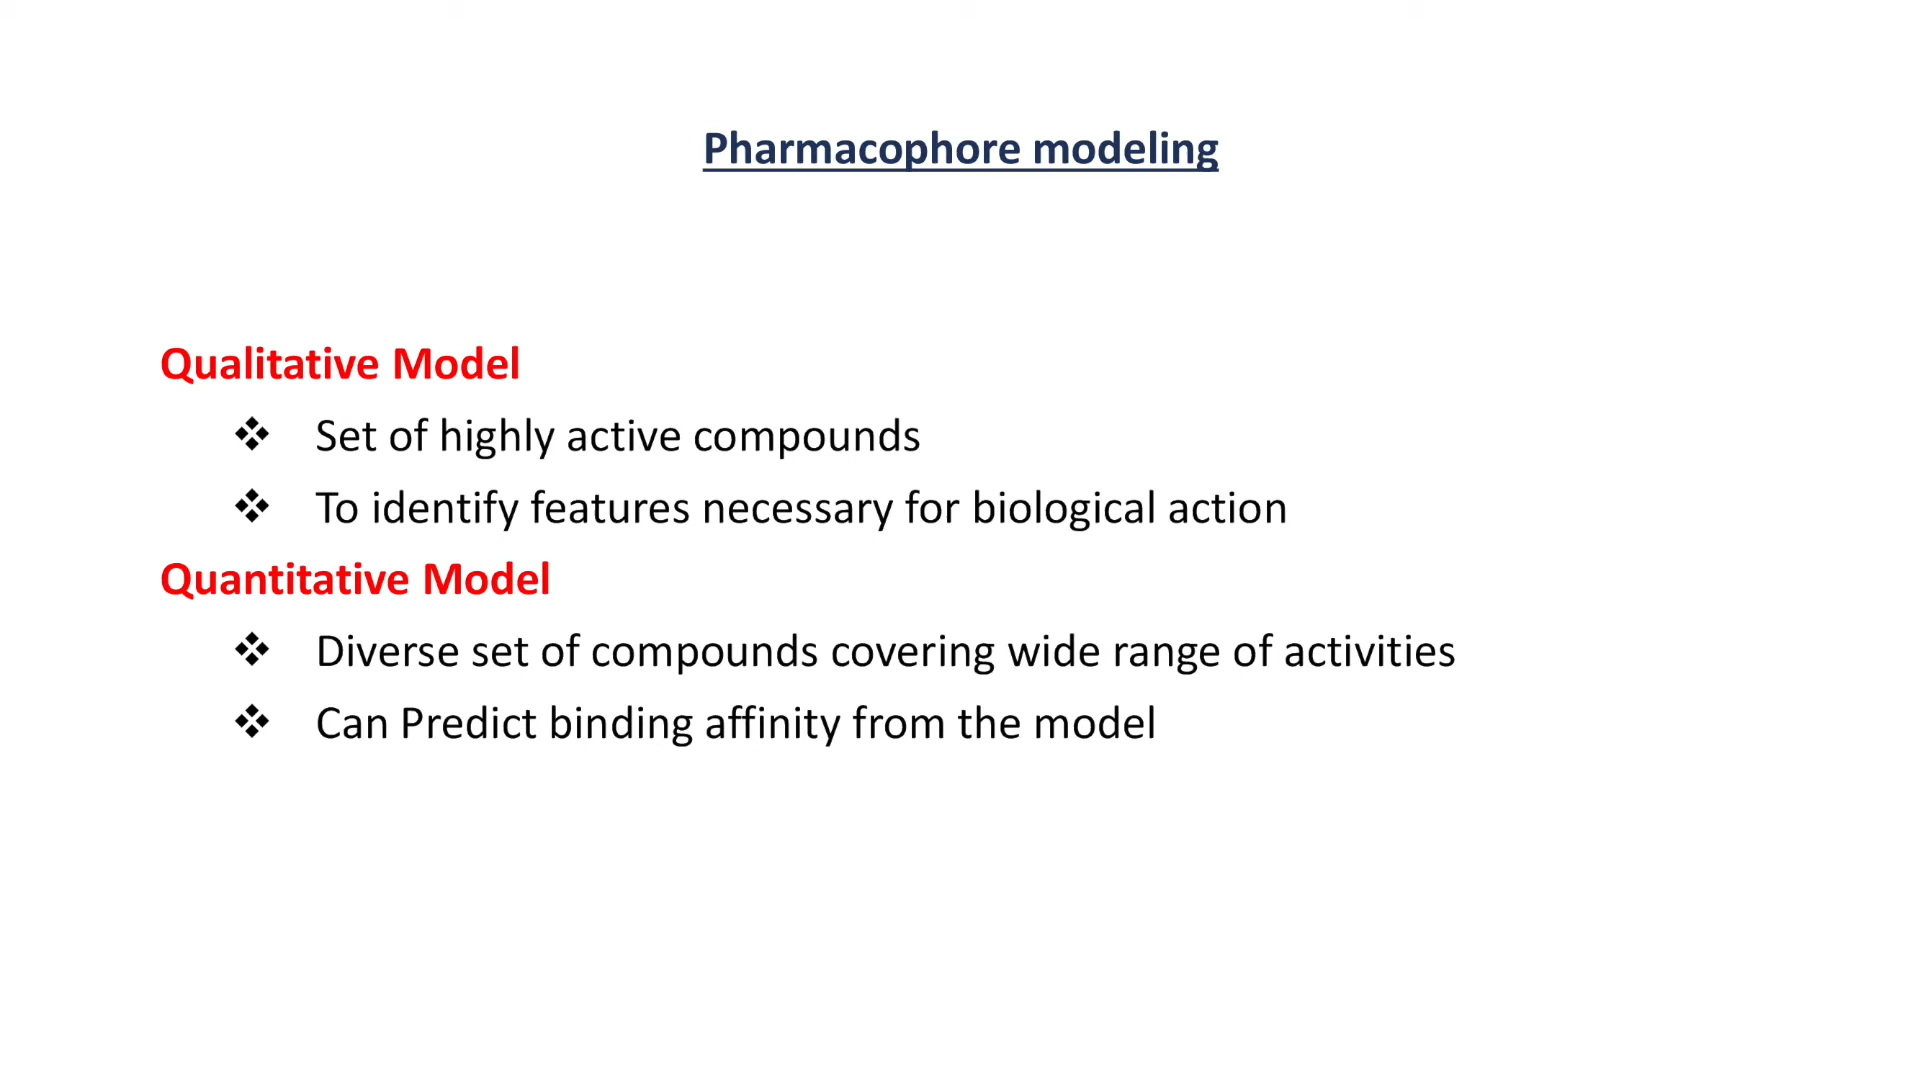 Pharmacophore modeling
Qualitative Model
❖ Set of highly active compounds
❖ To identify features necessary for biological action
Quantitative Model
❖ Diverse set of compounds covering wide range of activities
❖ Can Predict binding affinity from the model